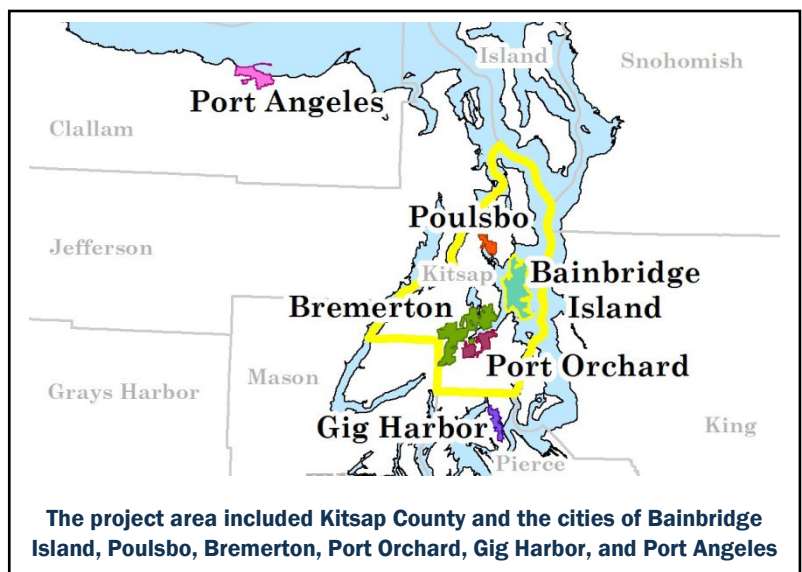 Island
Snohomish
Port Angeles
Clallam
Poulsbo
Jefferson
Kitsap
Bainbridge
Island
Bremerton
Port Orchard
Mason
Grays Harbor
Gig Harbor
King
Pierce
The project area included Kitsap County and the cities of Bainbridge
Island, Poulsbo, Bremerton, Port Orchard, Gig Harbor, and Port Angeles